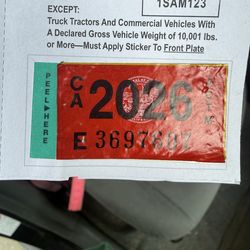 1SAM123
EXCEPT:
Truck Tractors And Commercial Vehicles With
A Declared Gross Vehicle Weight of 10,001 lbs.
or More—Must Apply Sticker To Front Plate
PEEL HERE
CA 2026
E